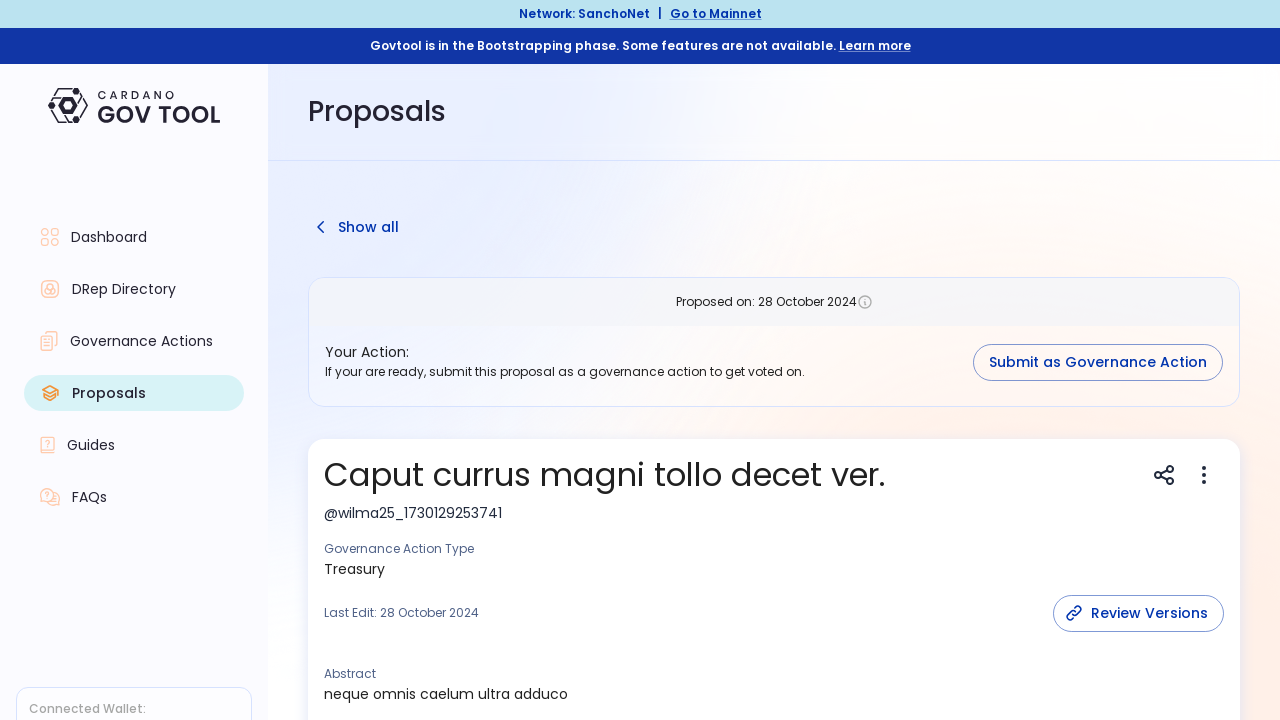 Network: SanchoNet | Go to Mainnet
Govtool is in the Bootstrapping phase. Some features are not available. Learn more
CARDANO
GOV TOOL
Proposals
Show all
Dashboard
DRep Directory
Governance Actions
Proposals
Guides
FAQs
Connected Wallet:
Proposed on: 28 October 2024
Your Action:
If your are ready, submit this proposal as a governance action to get voted on.
Submit as Governance Action
Caput currus magni tollo decet ver.
@wilma25_1730129253741
Governance Action Type
Treasury
Last Edit: 28 October 2024
Review Versions
Abstract
neque omnis caelum ultra adduco